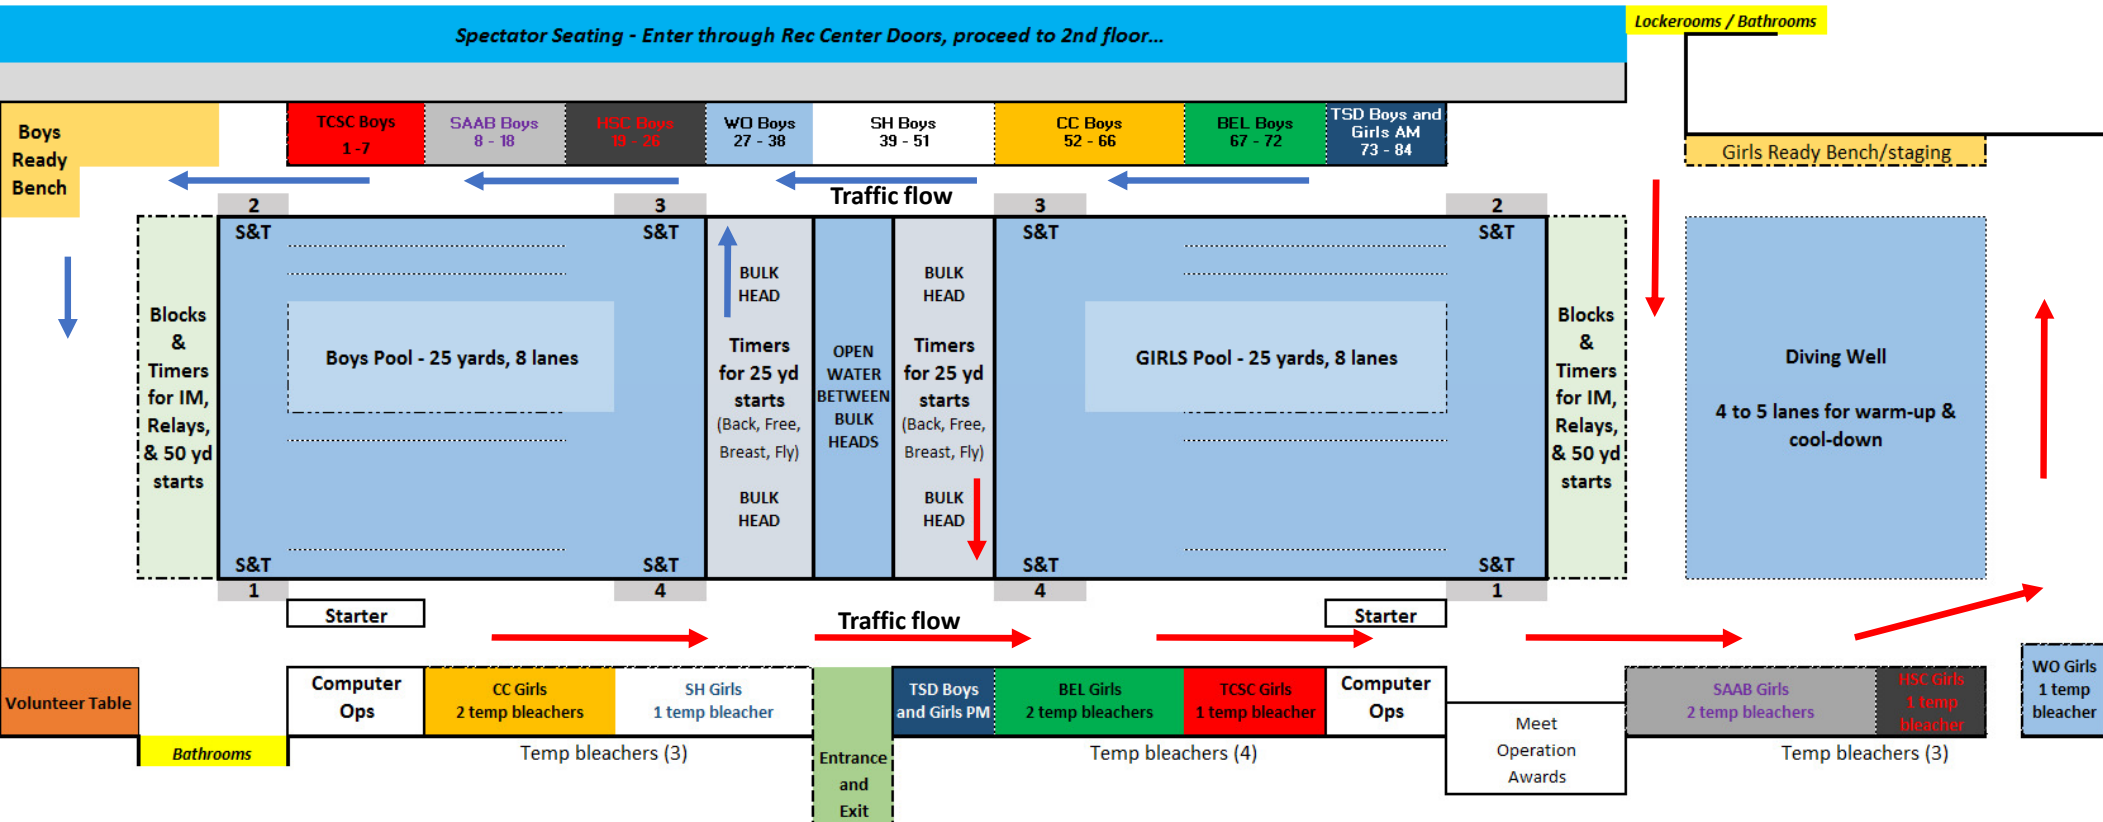 Spectator Seating - Enter through Rec Center Doors, proceed to 2nd floor...
Lockerooms / Bathrooms
Boys
Ready
Bench
TCSC Boys
1 -7
SAAB Boys
8 - 18
HSC Boys
19 - 26
WO Boys
27 - 38
SH Boys
39 - 51
CC Boys
52 - 66
BEL Boys
67 - 72
TSD Boys and
Girls AM
73 - 84
Girls Ready Bench/staging
Traffic flow
2
3
3
2
S&T
S&T
S&T
S&T
Blocks
&
Timers
for IM,
Relays,
& 50 yd
starts
Boys Pool - 25 yards, 8 lanes
BULK
HEAD
Timers
for 25 yd
starts
(Back, Free,
Breast, Fly)
BULK
HEAD
OPEN
WATER
BETWEEN
BULK
HEADS
BULK
HEAD
Timers
for 25 yd
starts
(Back, Free,
Breast, Fly)
BULK
HEAD
GIRLS Pool - 25 yards, 8 lanes
Blocks
&
Timers
for IM,
Relays,
& 50 yd
starts
Diving Well
4 to 5 lanes for warm-up &
cool-down
S&T
S&T
S&T
S&T
1
4
4
1
Starter
Traffic flow
Starter
Volunteer Table
Bathrooms
Computer
Ops
CC Girls
2 temp bleachers
SH Girls
1 temp bleacher
Temp bleachers (3)
Entrance
and
Exit
TSD Boys
and Girls PM
BEL Girls
2 temp bleachers
TCSC Girls
1 temp bleacher
Temp bleachers (4)
Computer
Ops
Meet
Operation
Awards
SAAB Girls
2 temp bleachers
HSC Girls
1 temp
bleacher
Temp bleachers (3)
WO Girls
1 temp
bleacher